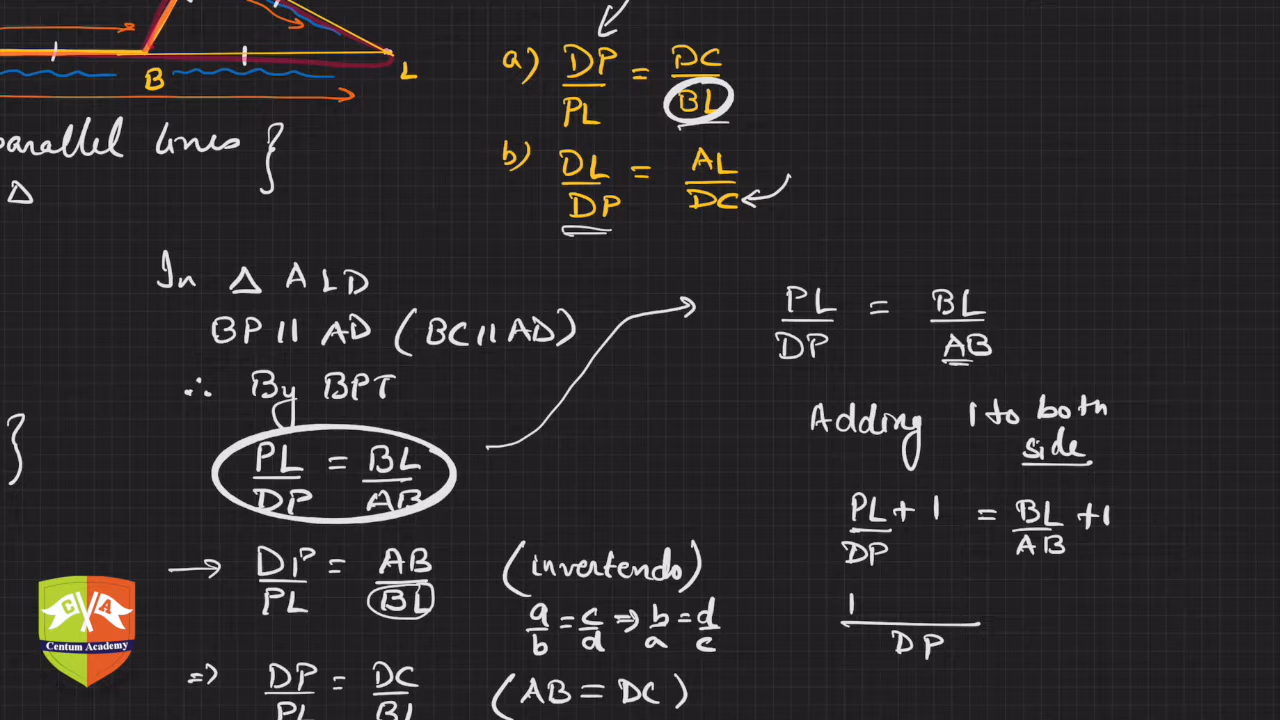 B
L
parallel lines }
Δ
a) DP/PL = DC/BL
b) DL/DP = AL/DC
In Δ ALD
BP || AD (BC || AD)
∴ By BPT
}
PL/DP = BL/AB
→ DP/PL = AB/BL (invertendo)
a/b = c/d ⇒ b/a = d/c
⇒ DP/PL = DC/BL (AB = DC)
PL/DP = BL/AB
Adding 1 to both
side
PL/DP + 1 = BL/AB + 1
1/DP
C A
Centum Academy